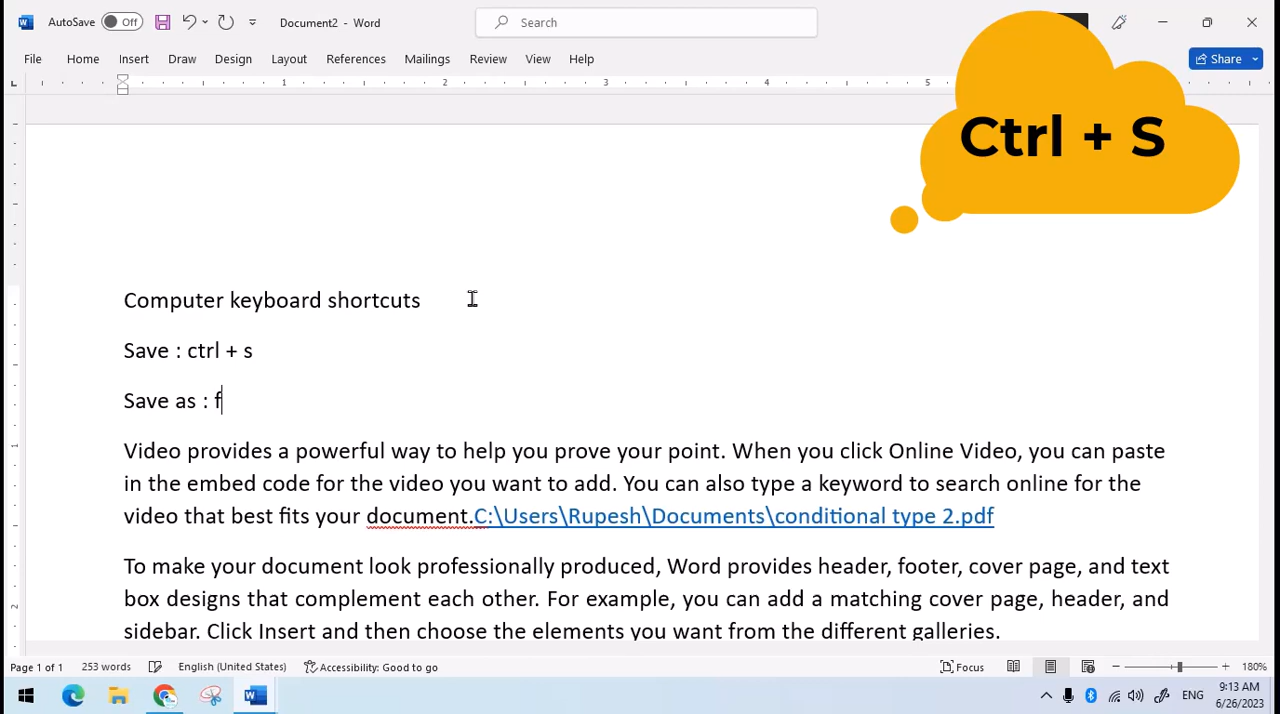 AutoSave Off Document2 - Word Search
File Home Insert Draw Design Layout References Mailings Review View Help Share
1 2 3 4 5
Ctrl + S
Computer keyboard shortcuts
Save : ctrl + s
Save as : f
Video provides a powerful way to help you prove your point. When you click Online Video, you can paste
in the embed code for the video you want to add. You can also type a keyword to search online for the
video that best fits your document.C:\Users\Rupesh\Documents\conditional type 2.pdf
To make your document look professionally produced, Word provides header, footer, cover page, and text
box designs that complement each other. For example, you can add a matching cover page, header, and
sidebar. Click Insert and then choose the elements you want from the different galleries.
1
2
Page 1 of 1 253 words English (United States) Accessibility: Good to go Focus 180%
ENG 9:13 AM
6/26/2023